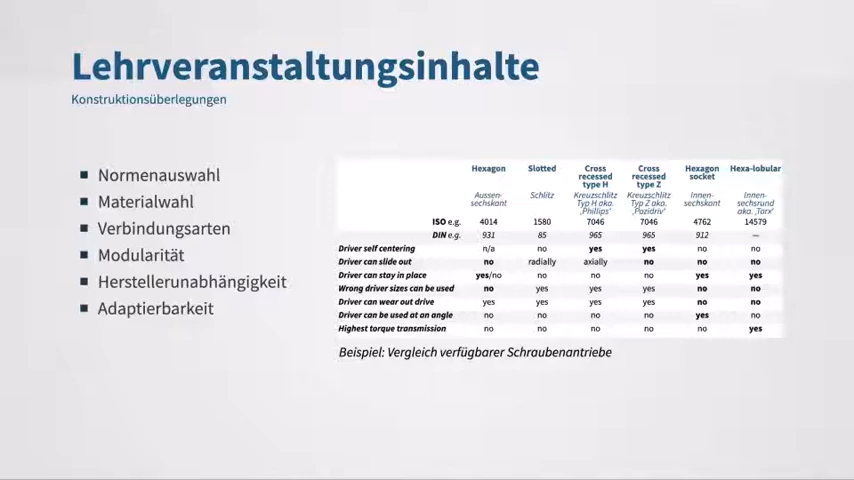 Lehrveranstaltungsinhalte
Konstruktionsüberlegungen
Normenauswahl
Materialwahl
Verbindungsarten
Modularität
Herstellerunabhängigkeit
Adaptierbarkeit
Hexagon Slotted Cross recessed type H Cross recessed type Z Hexagon socket Hexa-lobular
Aussen-sechskant Schlitz Kreuzschlitz Typ H aka. ‚Phillips' Kreuzschlitz Typ Z aka. ‚Pozidriv' Innen-sechskant Innen-sechsrund aka. ‚Torx'
ISO e.g. 4014 1580 7046 7046 4762 14579
DIN e.g. 931 85 965 965 912 —
Driver self centering n/a no yes yes no no
Driver can slide out no radially axially no no no
Driver can stay in place yes/no no no no yes yes
Wrong driver sizes can be used no yes yes yes no no
Driver can wear out drive yes yes yes yes no no
Driver can be used at an angle no no no no yes no
Highest torque transmission no no no no no yes
Beispiel: Vergleich verfügbarer Schraubenantriebe